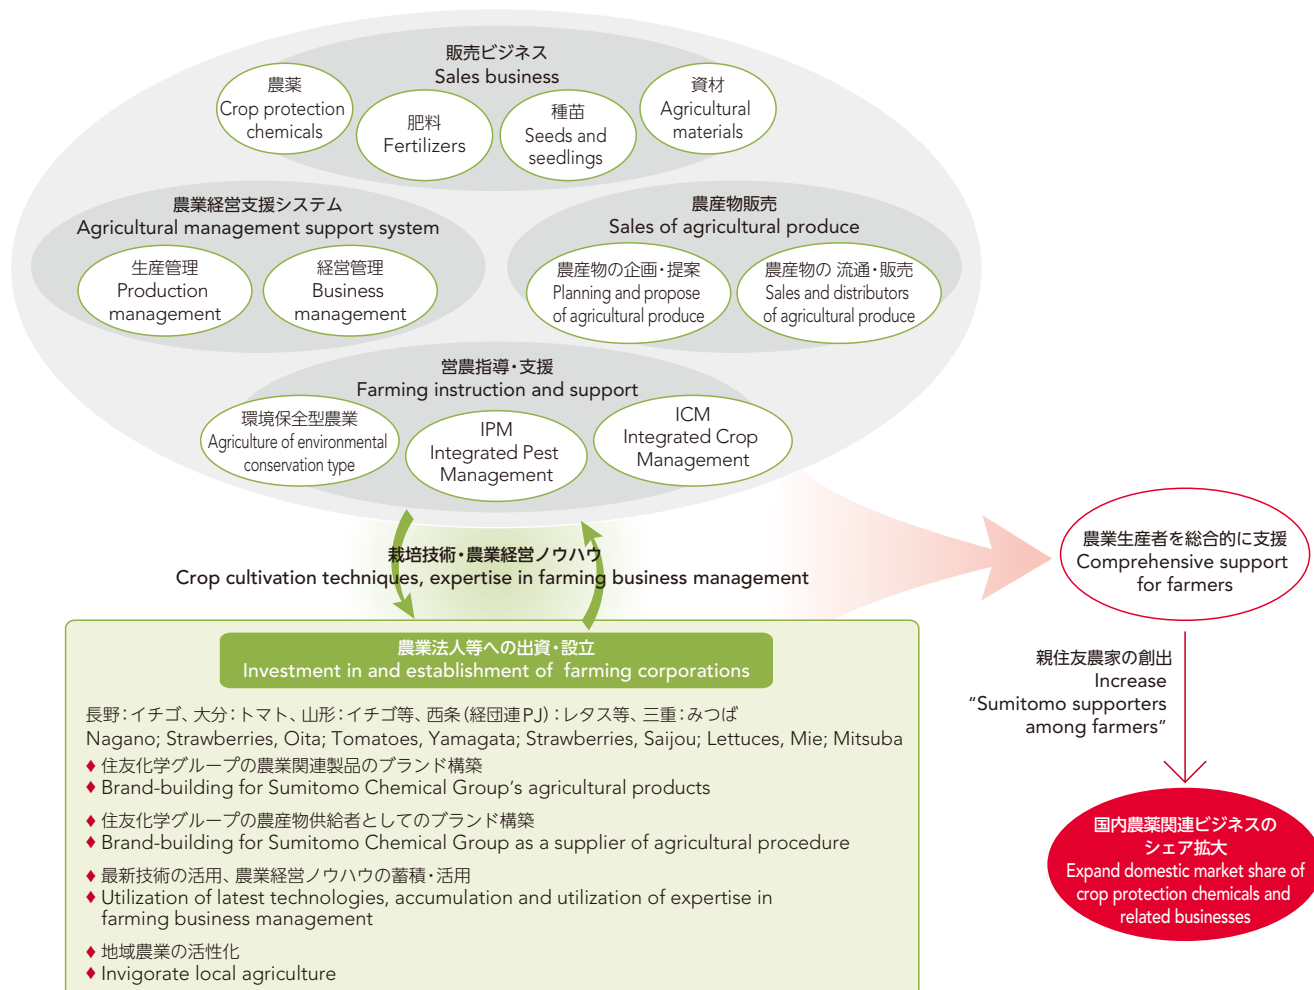 販売ビジネス
Sales business
農薬
Crop protection
chemicals
肥料
Fertilizers
種苗
Seeds and
seedlings
資材
Agricultural
materials
農業経営支援システム
Agricultural management support system
生産管理
Production
management
経営管理
Business
management
農産物販売
Sales of agricultural produce
農産物の企画・提案
Planning and propose
of agricultural produce
農産物の 流通・販売
Sales and distributors
of agricultural produce
営農指導・支援
Farming instruction and support
環境保全型農業
Agriculture of environmental
conservation type
IPM
Integrated Pest
Management
ICM
Integrated Crop
Management
栽培技術・農業経営ノウハウ
Crop cultivation techniques, expertise in farming business management
農業法人等への出資・設立
Investment in and establishment of farming corporations
長野：イチゴ、大分：トマト、山形：イチゴ等、西条（経団連PJ）：レタス等、三重：みつば
Nagano; Strawberries, Oita; Tomatoes, Yamagata; Strawberries, Saijou; Lettuces, Mie; Mitsuba
♦ 住友化学グループの農業関連製品のブランド構築
♦ Brand-building for Sumitomo Chemical Group's agricultural products
♦ 住友化学グループの農産物供給者としてのブランド構築
♦ Brand-building for Sumitomo Chemical Group as a supplier of agricultural procedure
♦ 最新技術の活用、農業経営ノウハウの蓄積・活用
♦ Utilization of latest technologies, accumulation and utilization of expertise in
farming business management
♦ 地域農業の活性化
♦ Invigorate local agriculture
農業生産者を総合的に支援
Comprehensive support
for farmers
親住友農家の創出
Increase
“Sumitomo supporters
among farmers”
国内農薬関連ビジネスの
シェア拡大
Expand domestic market share of
crop protection chemicals and
related businesses